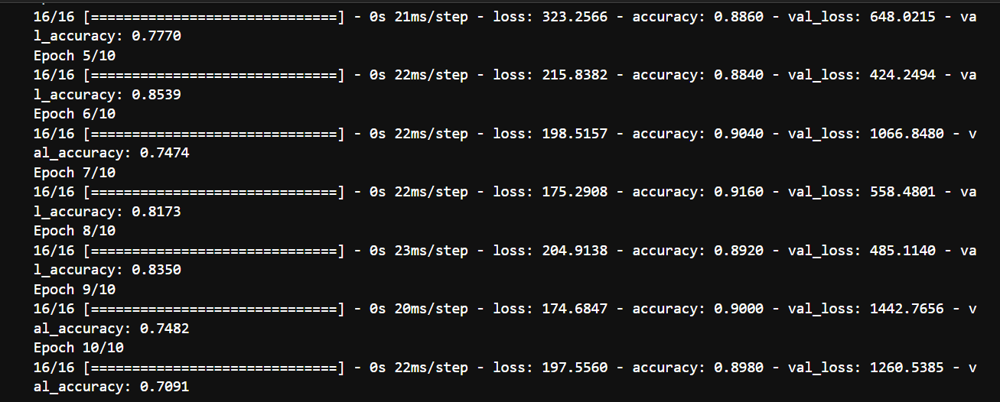 16/16 [==============================] - 0s 21ms/step - loss: 323.2566 - accuracy: 0.8860 - val_loss: 648.0215 - va
l_accuracy: 0.7770
Epoch 5/10
16/16 [==============================] - 0s 22ms/step - loss: 215.8382 - accuracy: 0.8840 - val_loss: 424.2494 - va
l_accuracy: 0.8539
Epoch 6/10
16/16 [==============================] - 0s 22ms/step - loss: 198.5157 - accuracy: 0.9040 - val_loss: 1066.8480 - v
al_accuracy: 0.7474
Epoch 7/10
16/16 [==============================] - 0s 22ms/step - loss: 175.2908 - accuracy: 0.9160 - val_loss: 558.4801 - va
l_accuracy: 0.8173
Epoch 8/10
16/16 [==============================] - 0s 23ms/step - loss: 204.9138 - accuracy: 0.8920 - val_loss: 485.1140 - va
l_accuracy: 0.8350
Epoch 9/10
16/16 [==============================] - 0s 20ms/step - loss: 174.6847 - accuracy: 0.9000 - val_loss: 1442.7656 - v
al_accuracy: 0.7482
Epoch 10/10
16/16 [==============================] - 0s 22ms/step - loss: 197.5560 - accuracy: 0.8980 - val_loss: 1260.5385 - v
al_accuracy: 0.7091